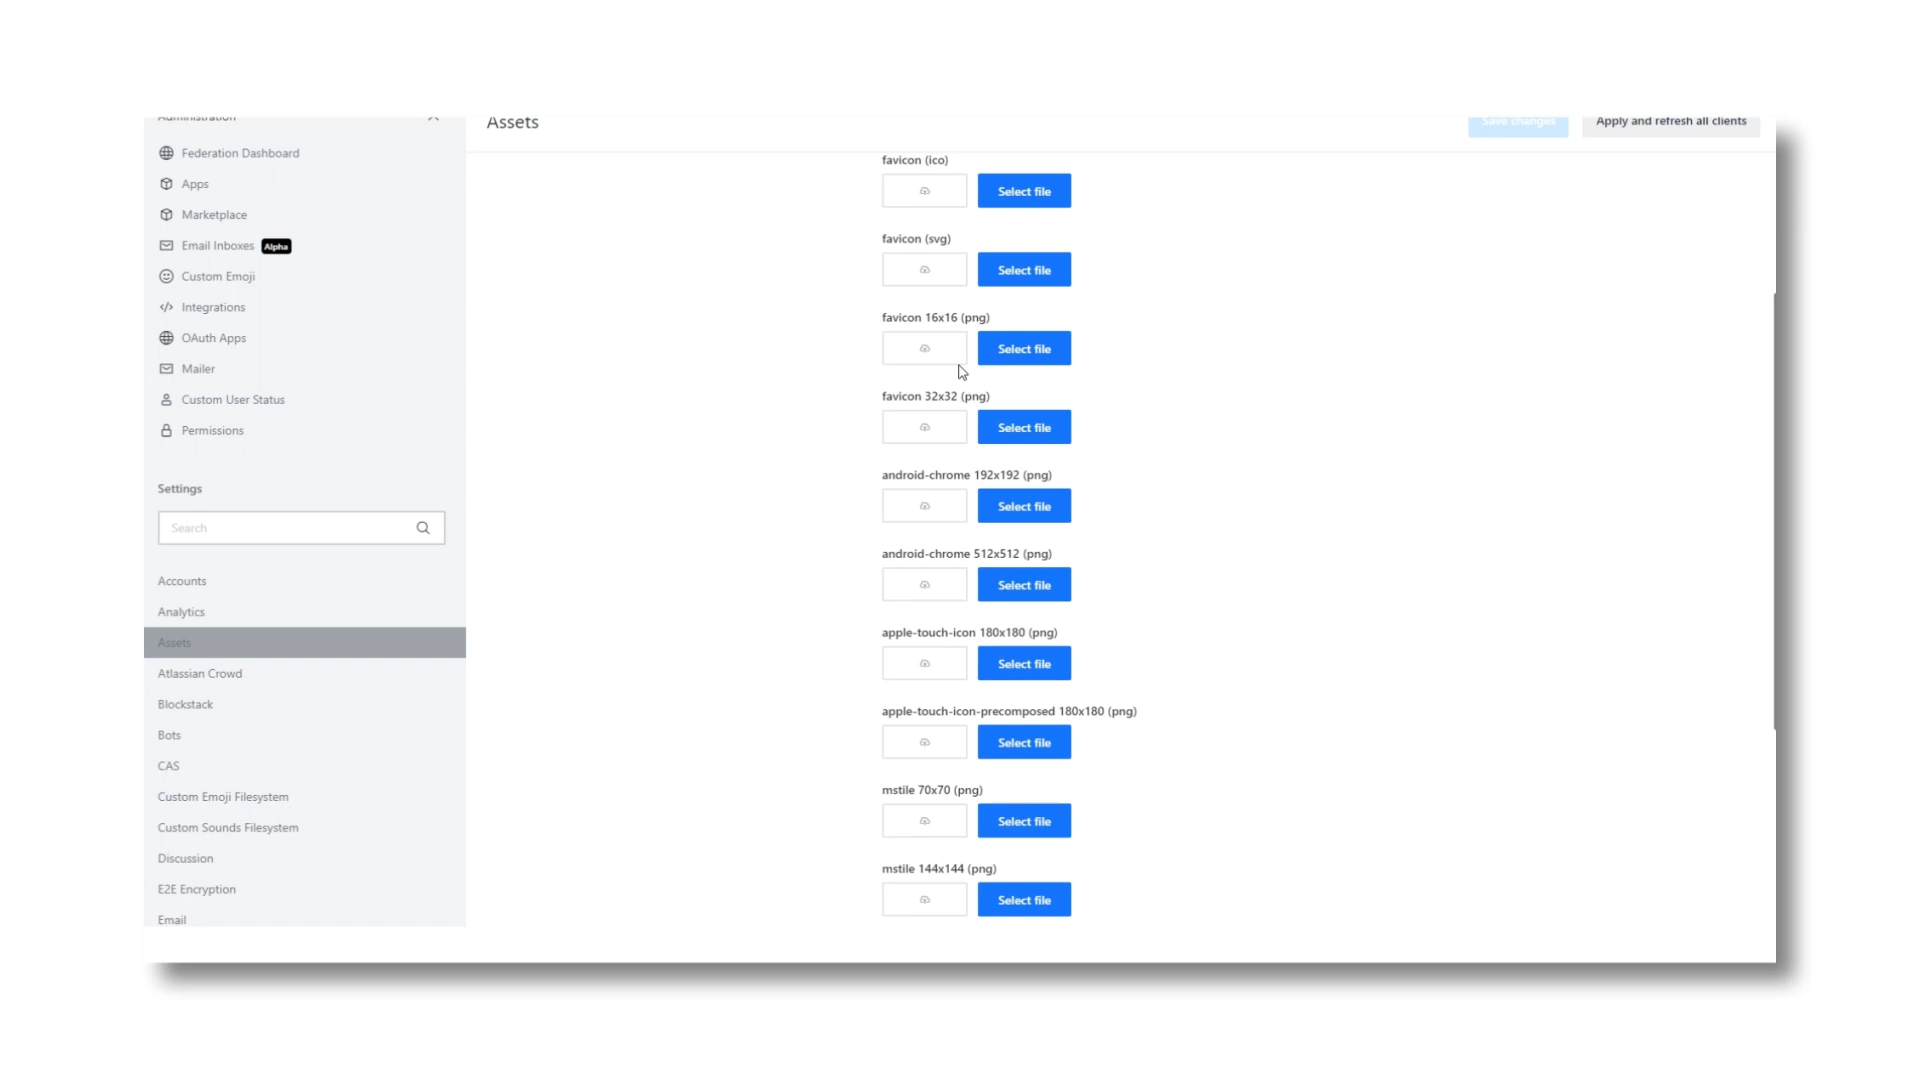 Administration
Federation Dashboard
Apps
Marketplace
Email Inboxes Alpha
Custom Emoji
Integrations
OAuth Apps
Mailer
Custom User Status
Permissions
Settings
Search
Accounts
Analytics
Assets
Atlassian Crowd
Blockstack
Bots
CAS
Custom Emoji Filesystem
Custom Sounds Filesystem
Discussion
E2E Encryption
Email
Assets
Save changes
Apply and refresh all clients
favicon (ico)
Select file
favicon (svg)
Select file
favicon 16x16 (png)
Select file
favicon 32x32 (png)
Select file
android-chrome 192x192 (png)
Select file
android-chrome 512x512 (png)
Select file
apple-touch-icon 180x180 (png)
Select file
apple-touch-icon-precomposed 180x180 (png)
Select file
mstile 70x70 (png)
Select file
mstile 144x144 (png)
Select file